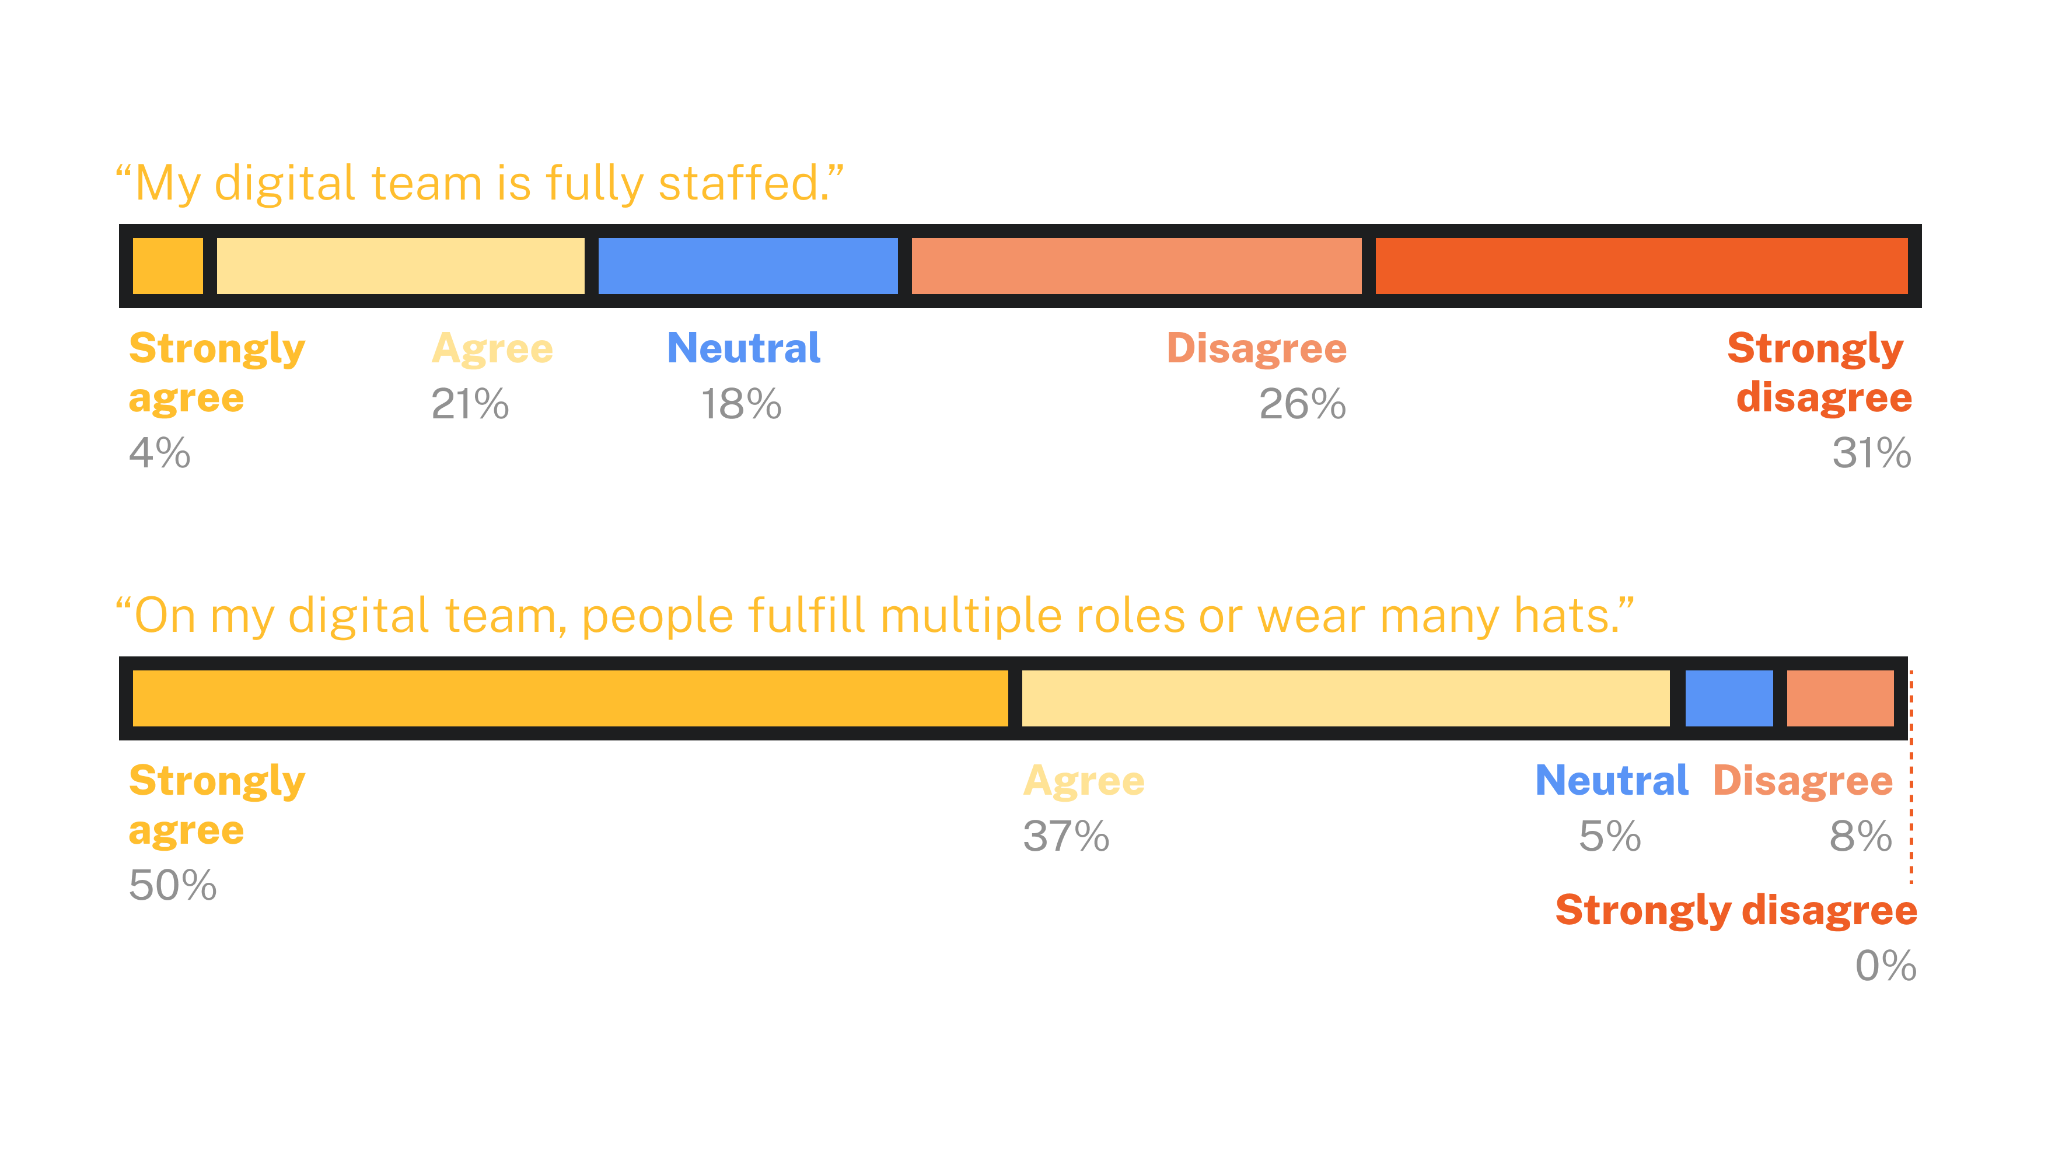 “My digital team is fully staffed.”
Strongly agree
4%
Agree
21%
Neutral
18%
Disagree
26%
Strongly disagree
31%
“On my digital team, people fulfill multiple roles or wear many hats.”
Strongly agree
50%
Agree
37%
Neutral
5%
Disagree
8%
Strongly disagree
0%